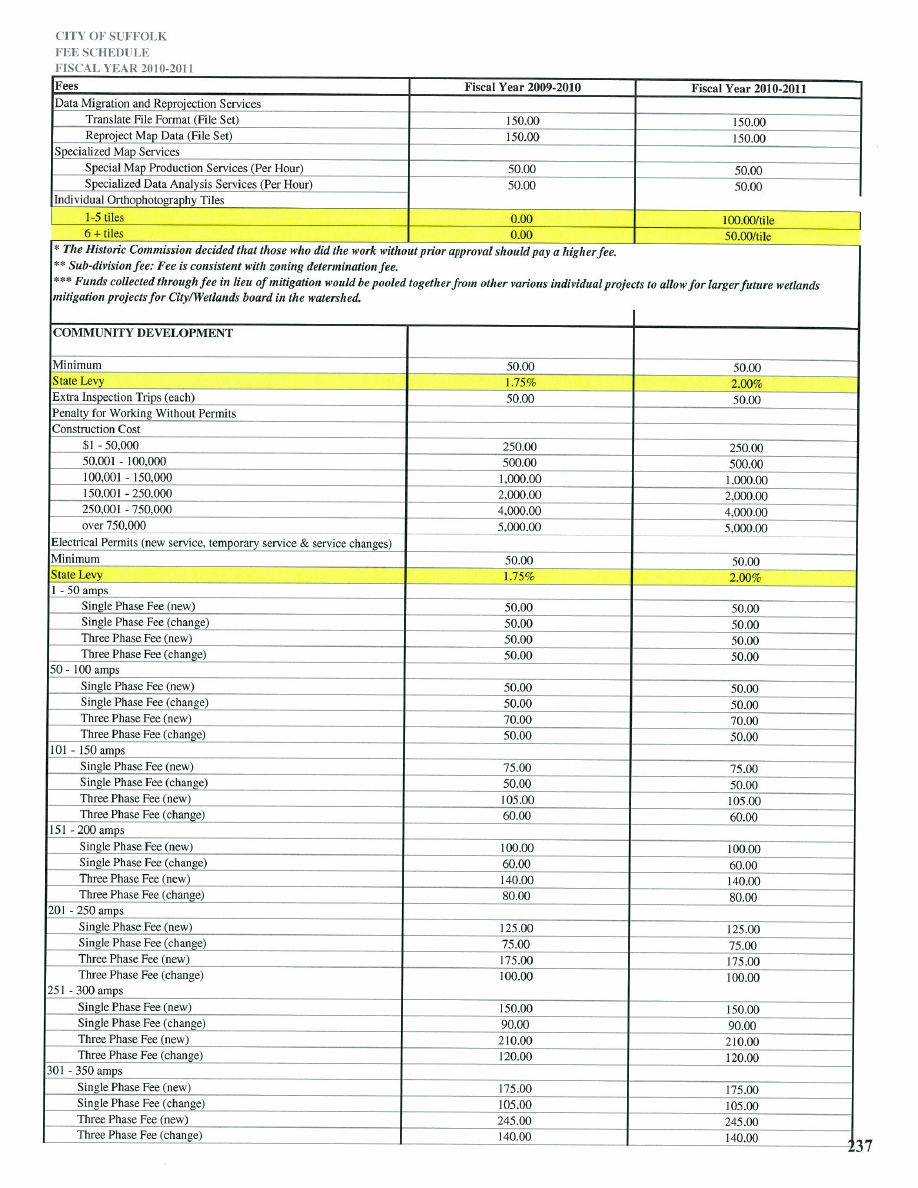 CITY OF SUFFOLK
FEE SCHEDULE
FISCAL YEAR 2010-2011
Fees Fiscal Year 2009-2010 Fiscal Year 2010-2011
Data Migration and Reprojection Services
Translate File Format (File Set) 150.00 150.00
Reproject Map Data (File Set) 150.00 150.00
Specialized Map Services
Special Map Production Services (Per Hour) 50.00 50.00
Specialized Data Analysis Services (Per Hour) 50.00 50.00
Individual Orthophotography Tiles
1-5 tiles 0.00 100.00/tile
6 + tiles 0.00 50.00/tile
* The Historic Commission decided that those who did the work without prior approval should pay a higher fee.
** Sub-division fee: Fee is consistent with zoning determination fee.
*** Funds collected through fee in lieu of mitigation would be pooled together from other various individual projects to allow for larger future wetlands
mitigation projects for City/Wetlands board in the watershed.
COMMUNITY DEVELOPMENT
Minimum 50.00 50.00
State Levy 1.75% 2.00%
Extra Inspection Trips (each) 50.00 50.00
Penalty for Working Without Permits
Construction Cost
$1 - 50,000 250.00 250.00
50,001 - 100,000 500.00 500.00
100,001 - 150,000 1,000.00 1,000.00
150,001 - 250,000 2,000.00 2,000.00
250,001 - 750,000 4,000.00 4,000.00
over 750,000 5,000.00 5,000.00
Electrical Permits (new service, temporary service & service changes)
Minimum 50.00 50.00
State Levy 1.75% 2.00%
1 - 50 amps
Single Phase Fee (new) 50.00 50.00
Single Phase Fee (change) 50.00 50.00
Three Phase Fee (new) 50.00 50.00
Three Phase Fee (change) 50.00 50.00
50 - 100 amps
Single Phase Fee (new) 50.00 50.00
Single Phase Fee (change) 50.00 50.00
Three Phase Fee (new) 70.00 70.00
Three Phase Fee (change) 50.00 50.00
101 - 150 amps
Single Phase Fee (new) 75.00 75.00
Single Phase Fee (change) 50.00 50.00
Three Phase Fee (new) 105.00 105.00
Three Phase Fee (change) 60.00 60.00
151 - 200 amps
Single Phase Fee (new) 100.00 100.00
Single Phase Fee (change) 60.00 60.00
Three Phase Fee (new) 140.00 140.00
Three Phase Fee (change) 80.00 80.00
201 - 250 amps
Single Phase Fee (new) 125.00 125.00
Single Phase Fee (change) 75.00 75.00
Three Phase Fee (new) 175.00 175.00
Three Phase Fee (change) 100.00 100.00
251 - 300 amps
Single Phase Fee (new) 150.00 150.00
Single Phase Fee (change) 90.00 90.00
Three Phase Fee (new) 210.00 210.00
Three Phase Fee (change) 120.00 120.00
301 - 350 amps
Single Phase Fee (new) 175.00 175.00
Single Phase Fee (change) 105.00 105.00
Three Phase Fee (new) 245.00 245.00
Three Phase Fee (change) 140.00 140.00
237